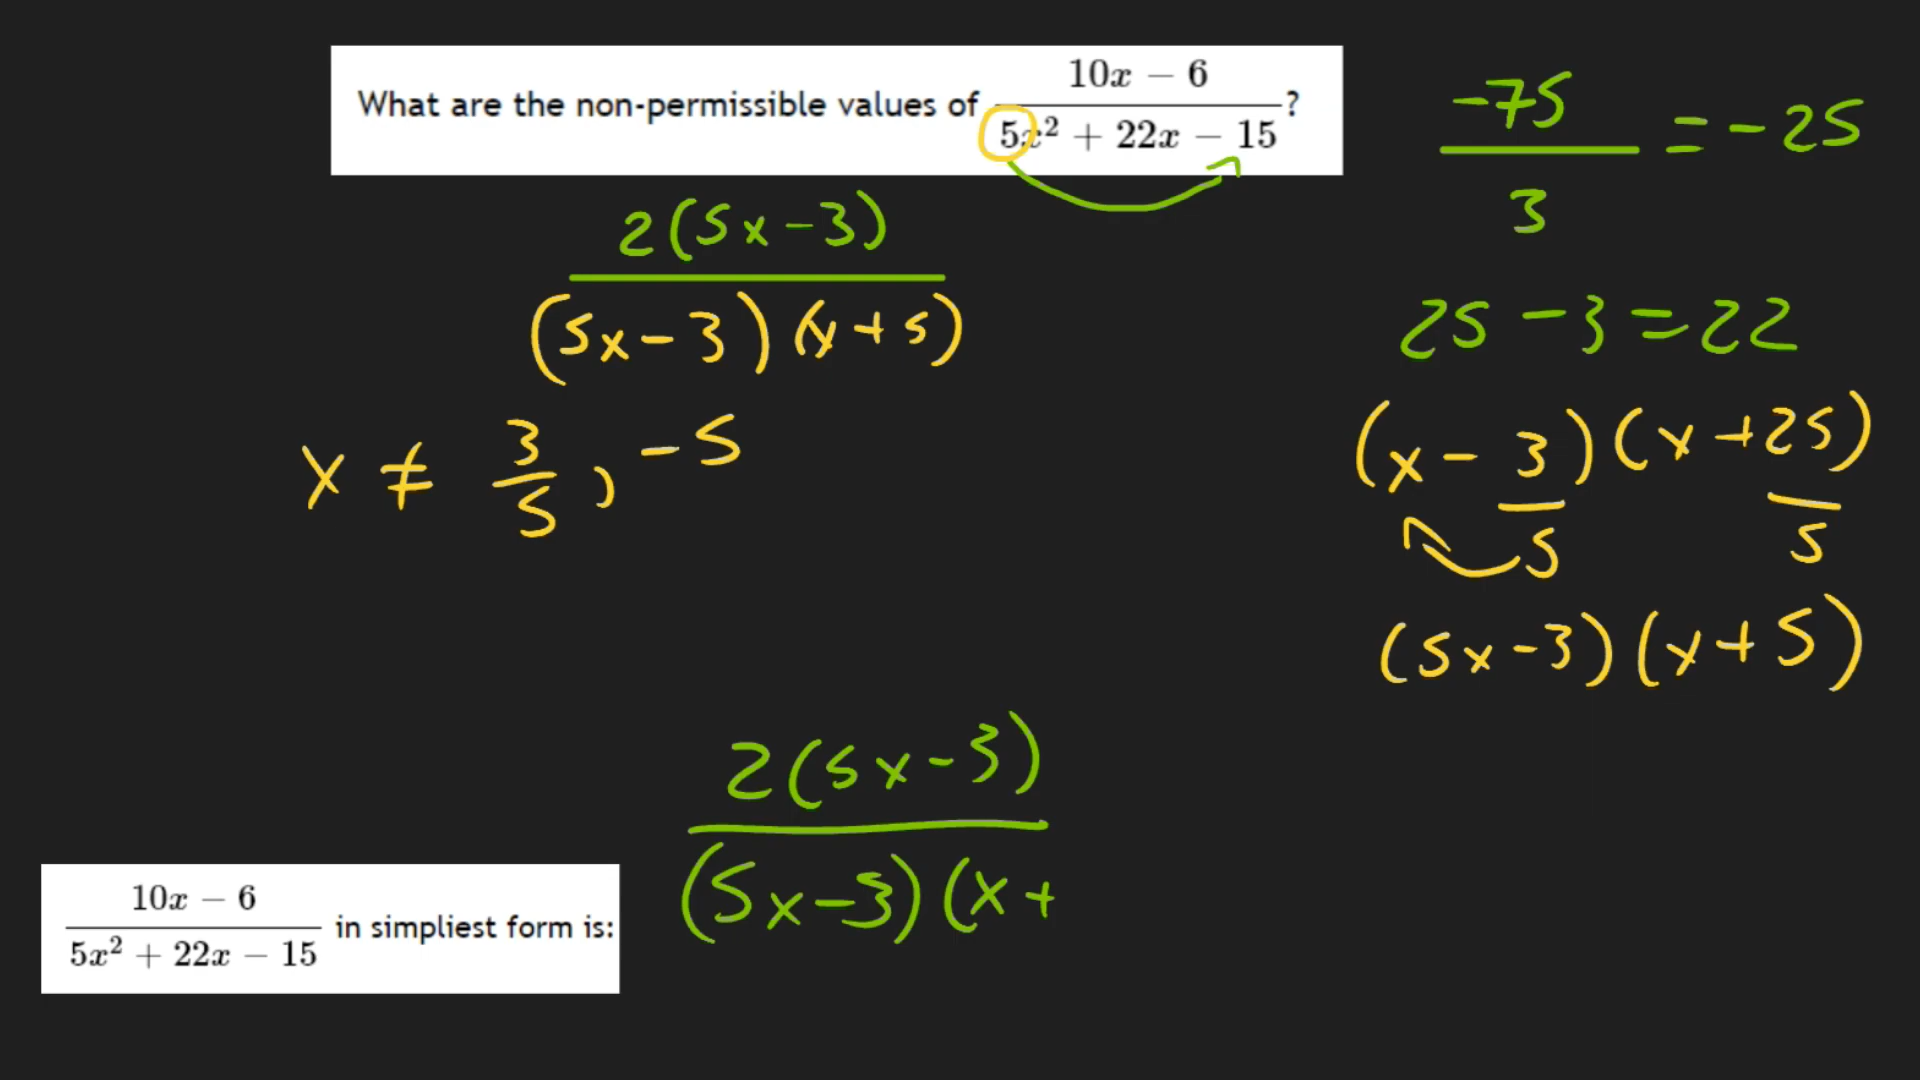 What are the non-permissible values of (10x − 6)/(5x² + 22x − 15)?
-75/3 = -25
2(5x-3)/(5x-3)(x+5)
25-3=22
x ≠ 3/5, -5
(x - 3/5)(x + 25/5)
(5x-3)(x+5)
2(5x-3)/(5x-3)(x+
(10x − 6)/(5x² + 22x − 15) in simpliest form is: